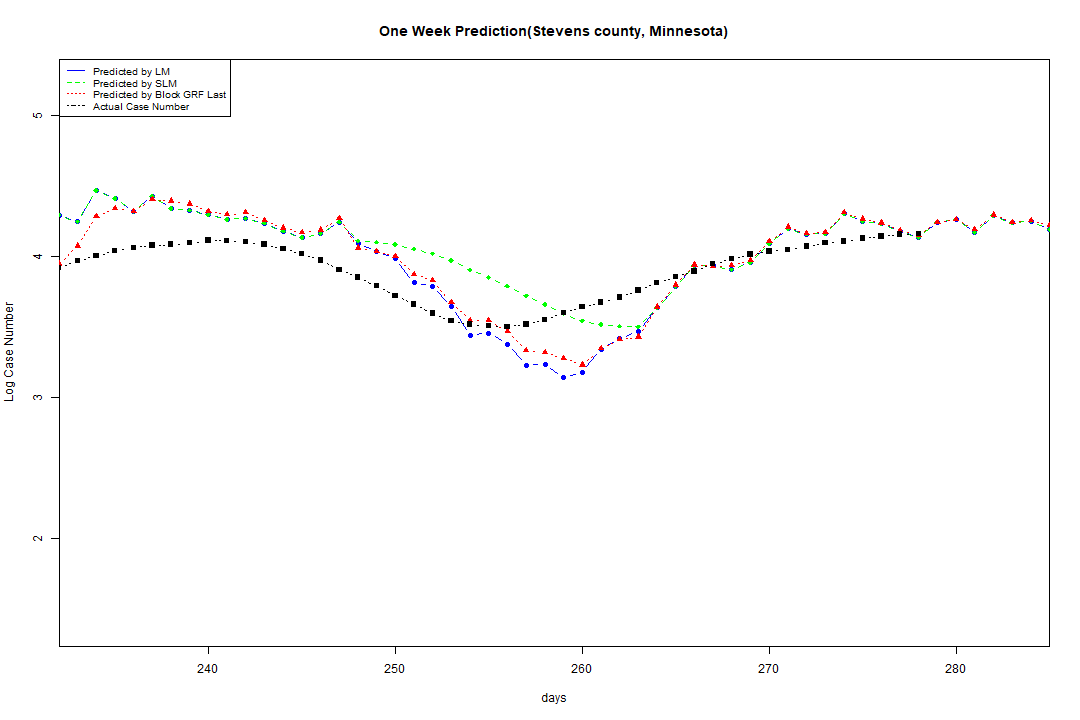 One Week Prediction(Stevens county, Minnesota)
Predicted by LM
Predicted by SLM
Predicted by Block GRF Last
Actual Case Number
5
4
3
2
Log Case Number
240
250
260
270
280
days